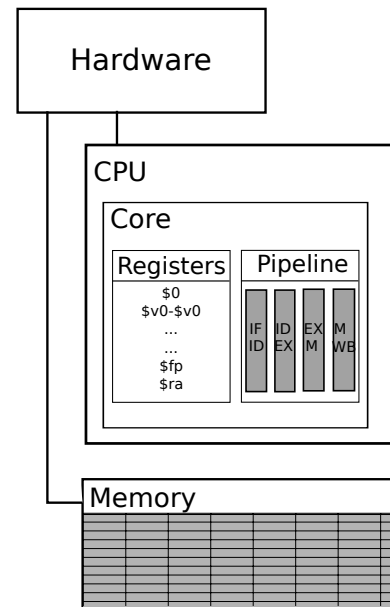 Hardware
CPU
Core
Registers
$0
$v0-$v0
...
...
$fp
$ra
Pipeline
IF
ID
ID
EX
EX
M
M
WB
Memory